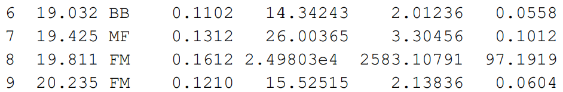 6 19.032 BB 0.1102 14.34243 2.01236 0.0558
7 19.425 MF 0.1312 26.00365 3.30456 0.1012
8 19.811 FM 0.1612 2.49803e4 2583.10791 97.1919
9 20.235 FM 0.1210 15.52515 2.13836 0.0604